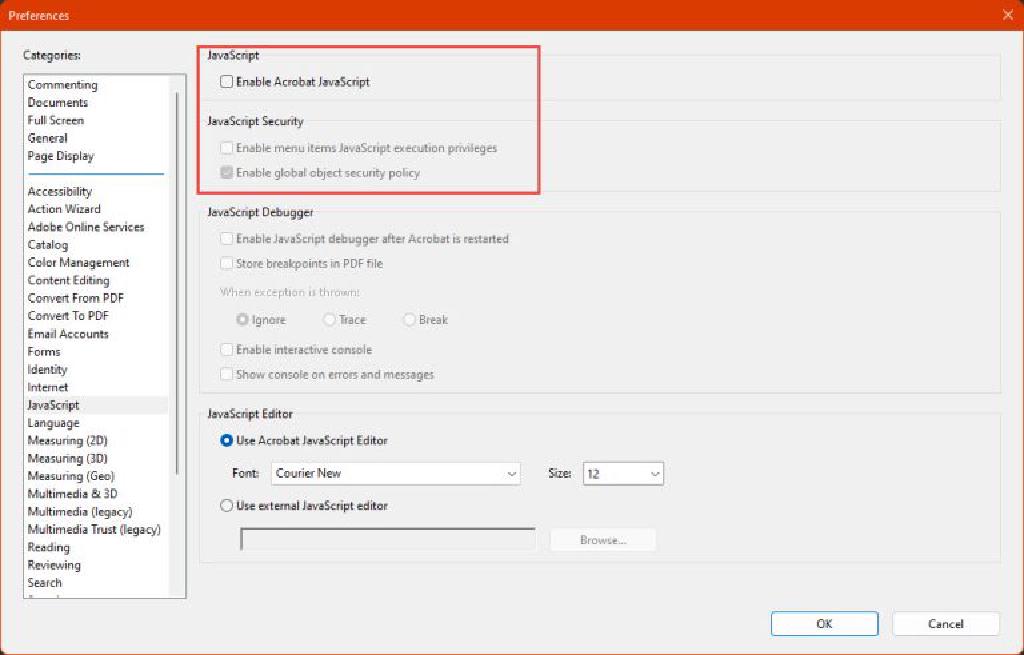 Preferences
Categories:
Commenting
Documents
Full Screen
General
Page Display
Accessibility
Action Wizard
Adobe Online Services
Catalog
Color Management
Content Editing
Convert From PDF
Convert To PDF
Email Accounts
Forms
Identity
Internet
JavaScript
Language
Measuring (2D)
Measuring (3D)
Measuring (Geo)
Multimedia & 3D
Multimedia (legacy)
Multimedia Trust (legacy)
Reading
Reviewing
Search
JavaScript
Enable Acrobat JavaScript
JavaScript Security
Enable menu items JavaScript execution privileges
Enable global object security policy
JavaScript Debugger
Enable JavaScript debugger after Acrobat is restarted
Store breakpoints in PDF file
When exception is thrown:
Ignore Trace Break
Enable interactive console
Show console on errors and messages
JavaScript Editor
Use Acrobat JavaScript Editor
Font: Courier New Size: 12
Use external JavaScript editor
Browse...
OK Cancel